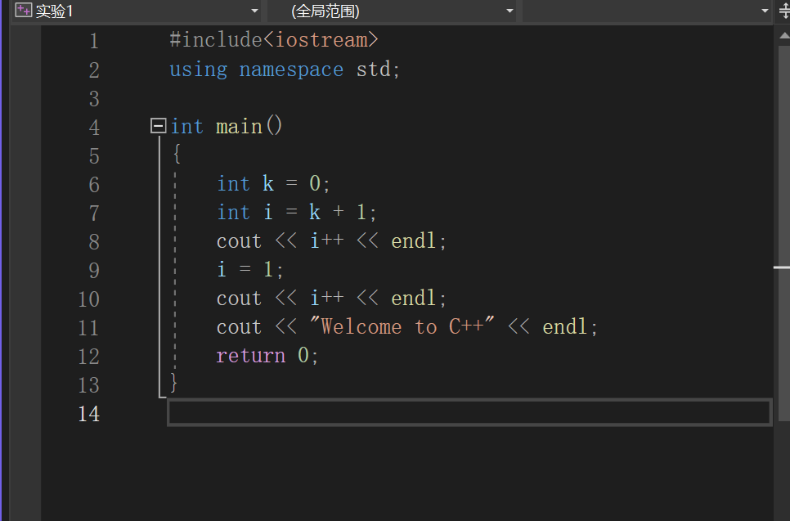 实验1 (全局范围)
1 #include<iostream>
2 using namespace std;
3
4 int main()
5 {
6 int k = 0;
7 int i = k + 1;
8 cout << i++ << endl;
9 i = 1;
10 cout << i++ << endl;
11 cout << "Welcome to C++" << endl;
12 return 0;
13 }
14